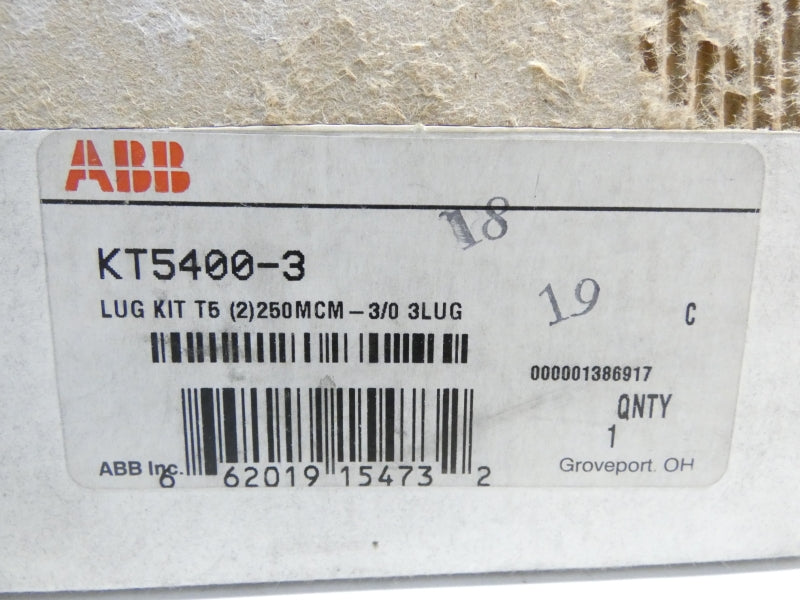 ABB
18
KT5400-3
LUG KIT T5 (2)250MCM-3/0 3LUG
19
C
000001386917
QNTY
1
ABB Inc.
6 62019 15473 2
Groveport. OH